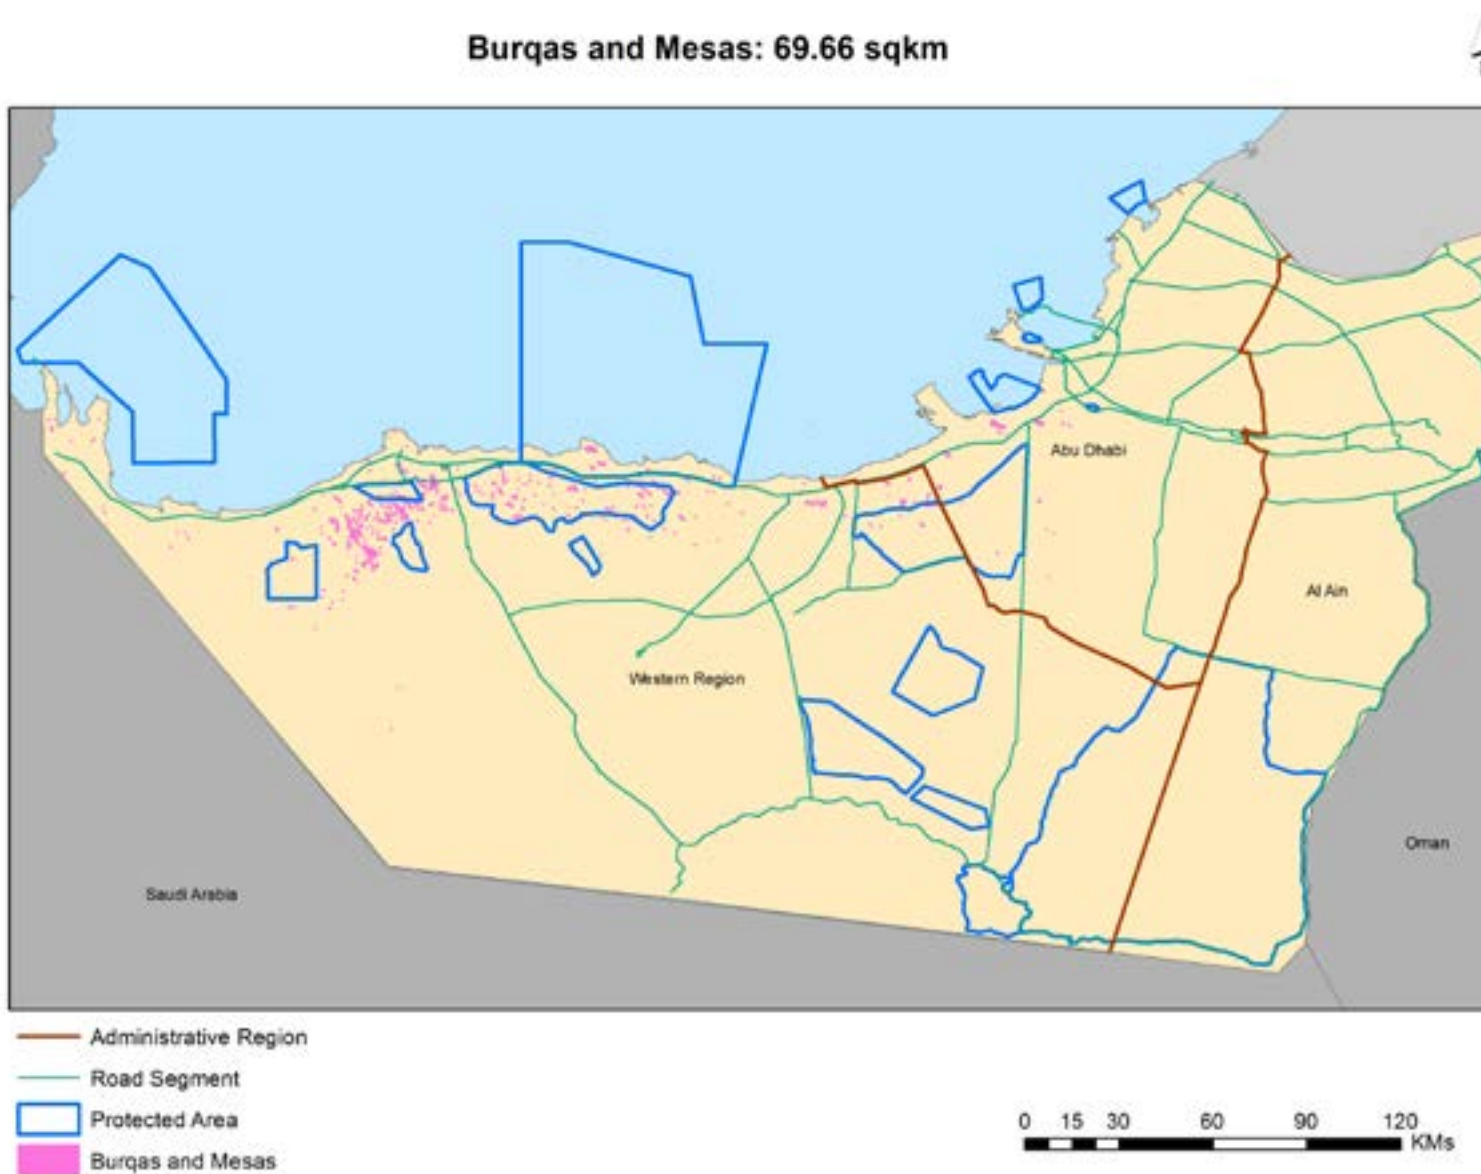 Burqas and Mesas: 69.66 sqkm
Abu Dhabi
Al Ain
Western Region
Oman
Saudi Arabia
Administrative Region
Road Segment
Protected Area
Burqas and Mesas
0 15 30 60 90 120
KMs